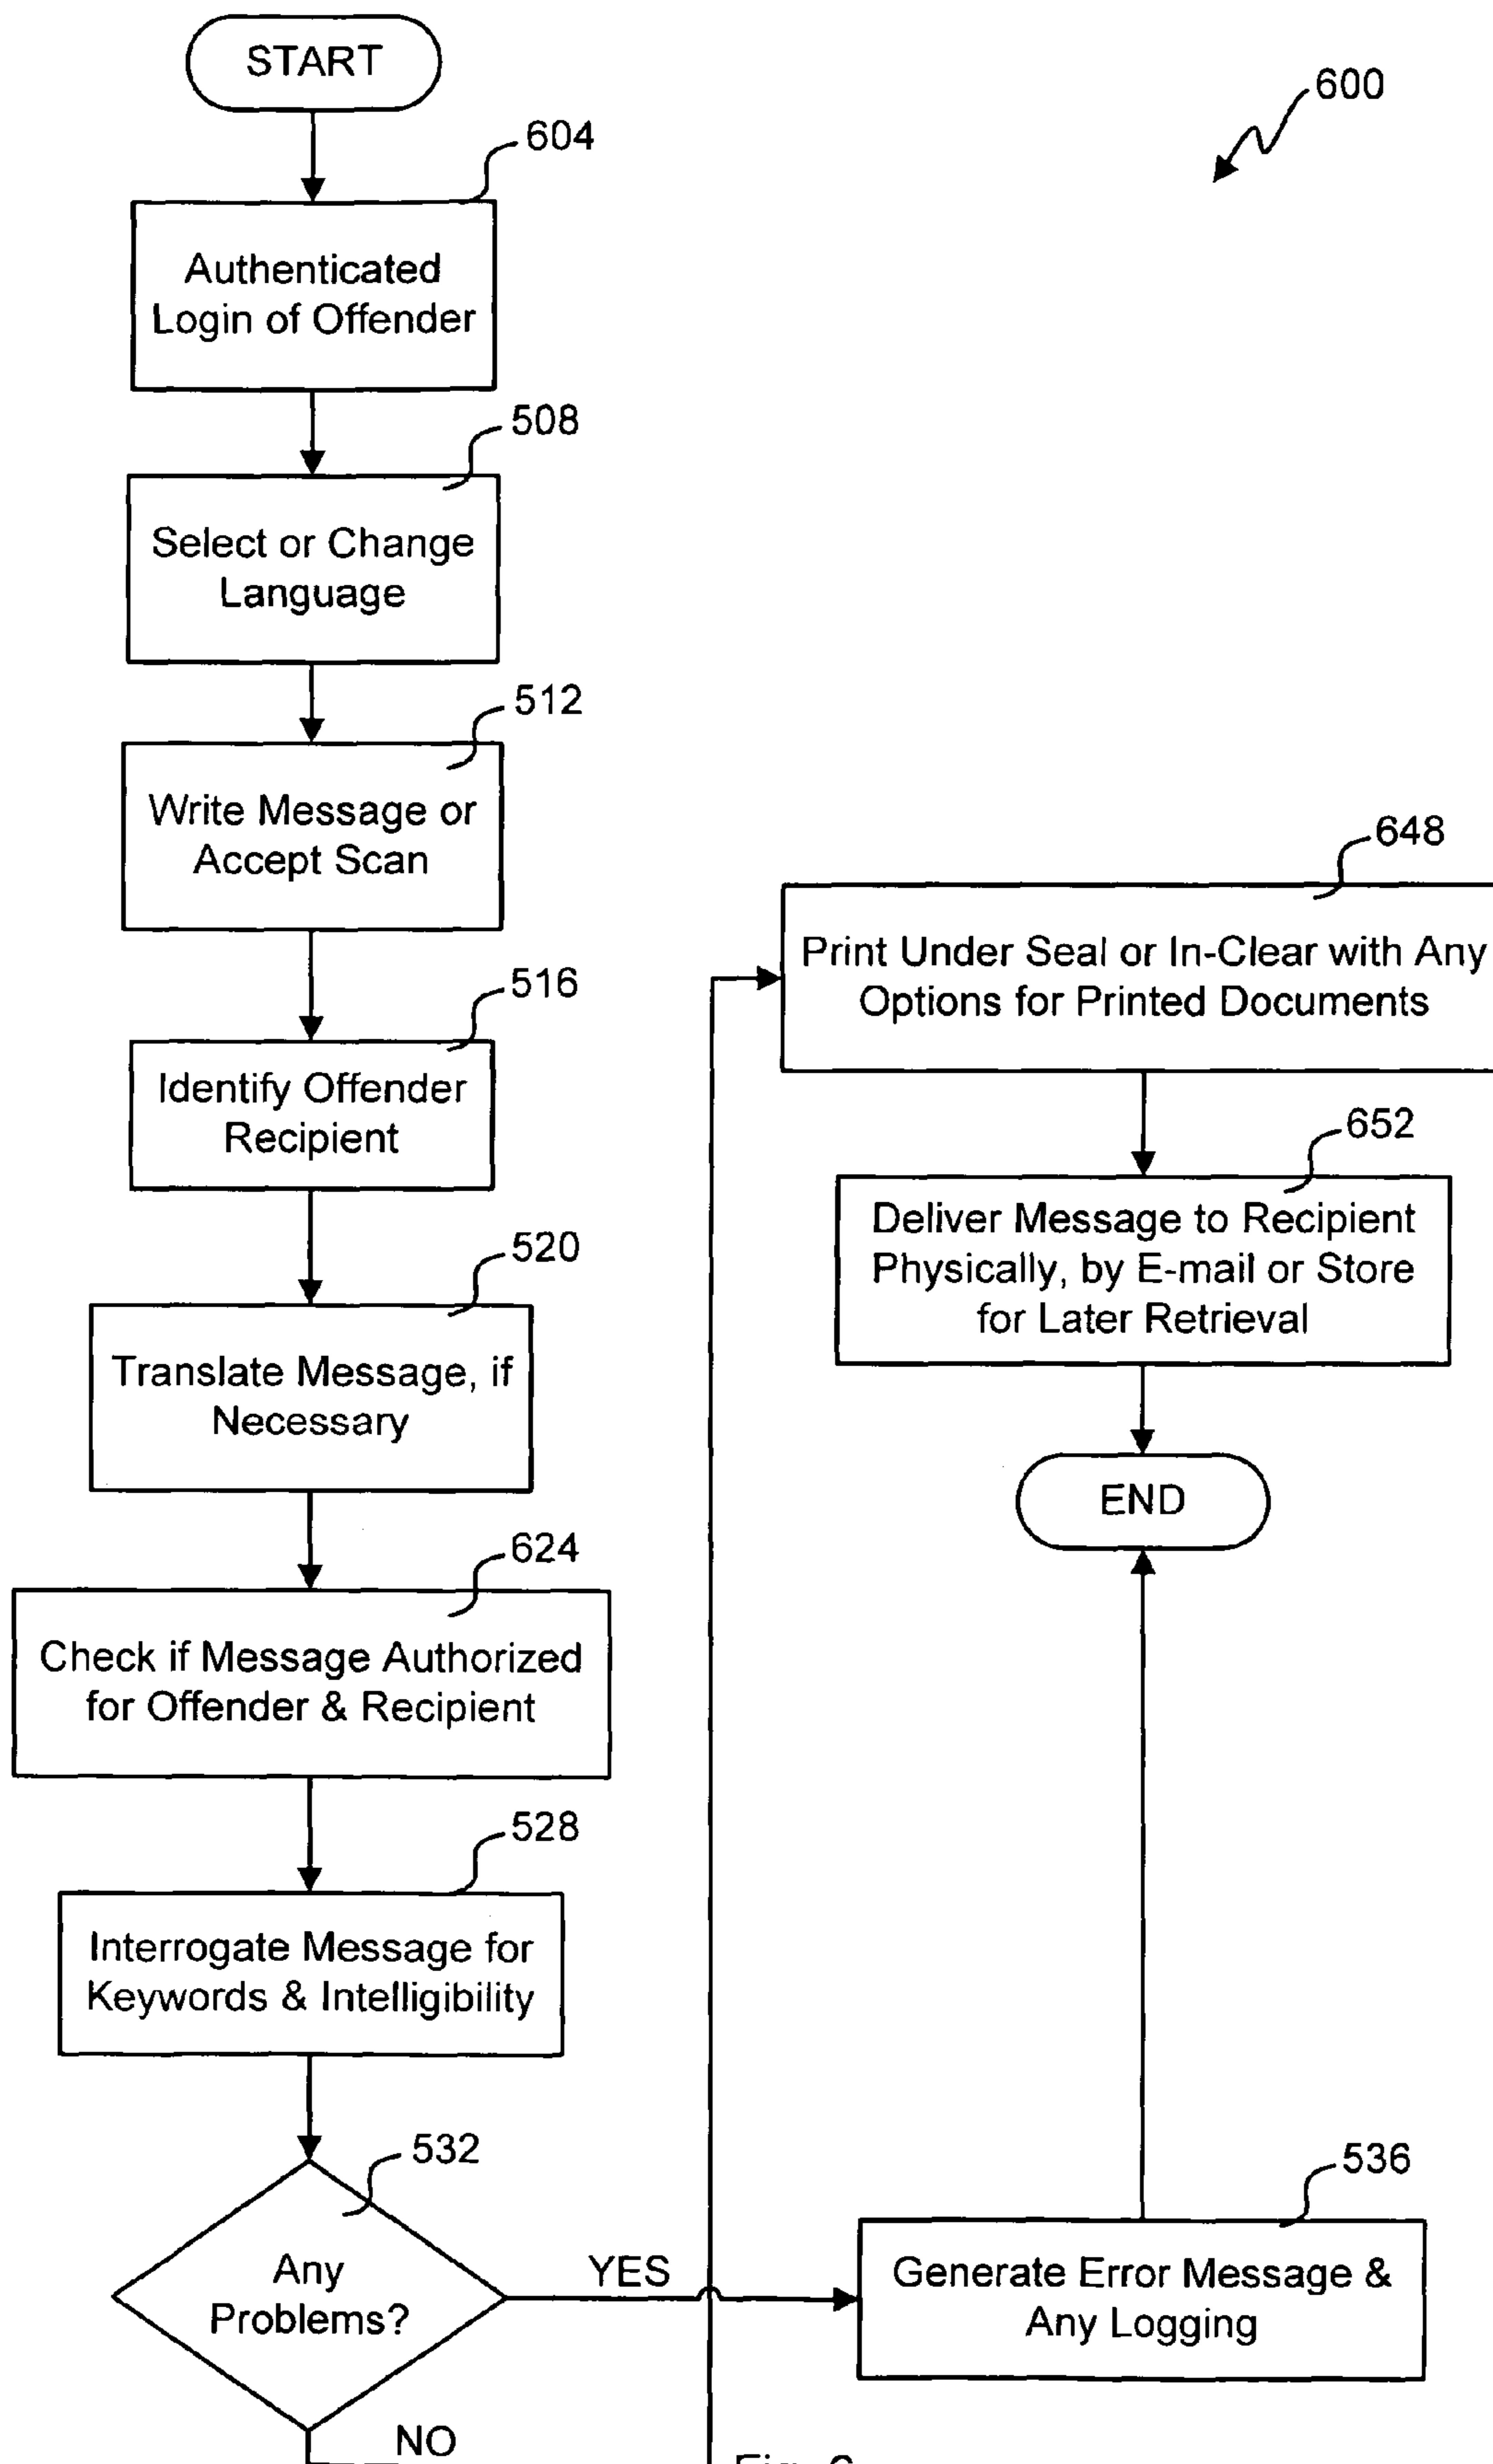 START
600
604
Authenticated
Login of Offender
508
Select or Change
Language
512
Write Message or
Accept Scan
516
Identify Offender
Recipient
520
Translate Message, if
Necessary
624
Check if Message Authorized
for Offender & Recipient
528
Interrogate Message for
Keywords & Intelligibility
532
Any
Problems?
YES
NO
648
Print Under Seal or In-Clear with Any
Options for Printed Documents
652
Deliver Message to Recipient
Physically, by E-mail or Store
for Later Retrieval
END
536
Generate Error Message &
Any Logging